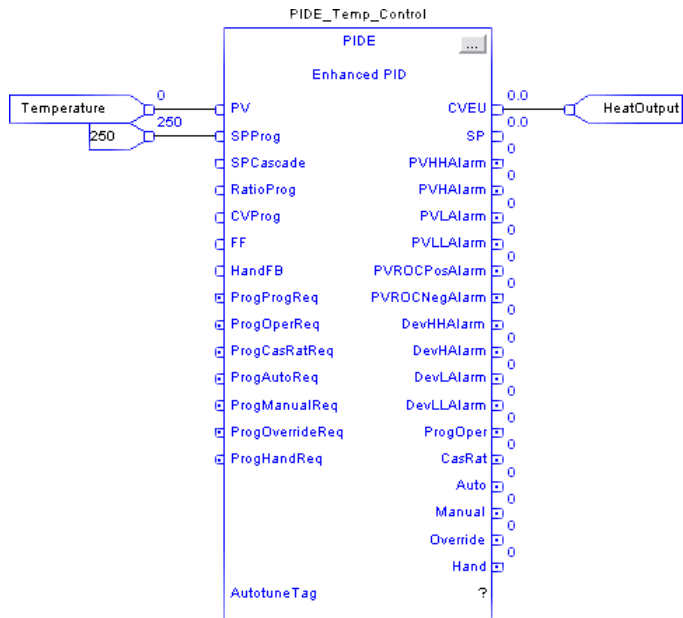 PIDE_Temp_Control
PIDE ...
Enhanced PID
Temperature 0 PV CVEU 0.0 HeatOutput
250 250 SPProg SP 0.0
SPCascade PVHHAlarm 0
RatioProg PVHAlarm 0
CVProg PVLAlarm 0
FF PVLLAlarm 0
HandFB PVROCPosAlarm 0
ProgProgReq PVROCNegAlarm 0
ProgOperReq DevHHAlarm 0
ProgCasRatReq DevHAlarm 0
ProgAutoReq DevLAlarm 0
ProgManualReq DevLLAlarm 0
ProgOverrideReq ProgOper 0
ProgHandReq CasRat 0
Auto 0
Manual 0
Override 0
Hand 0
AutotuneTag ?